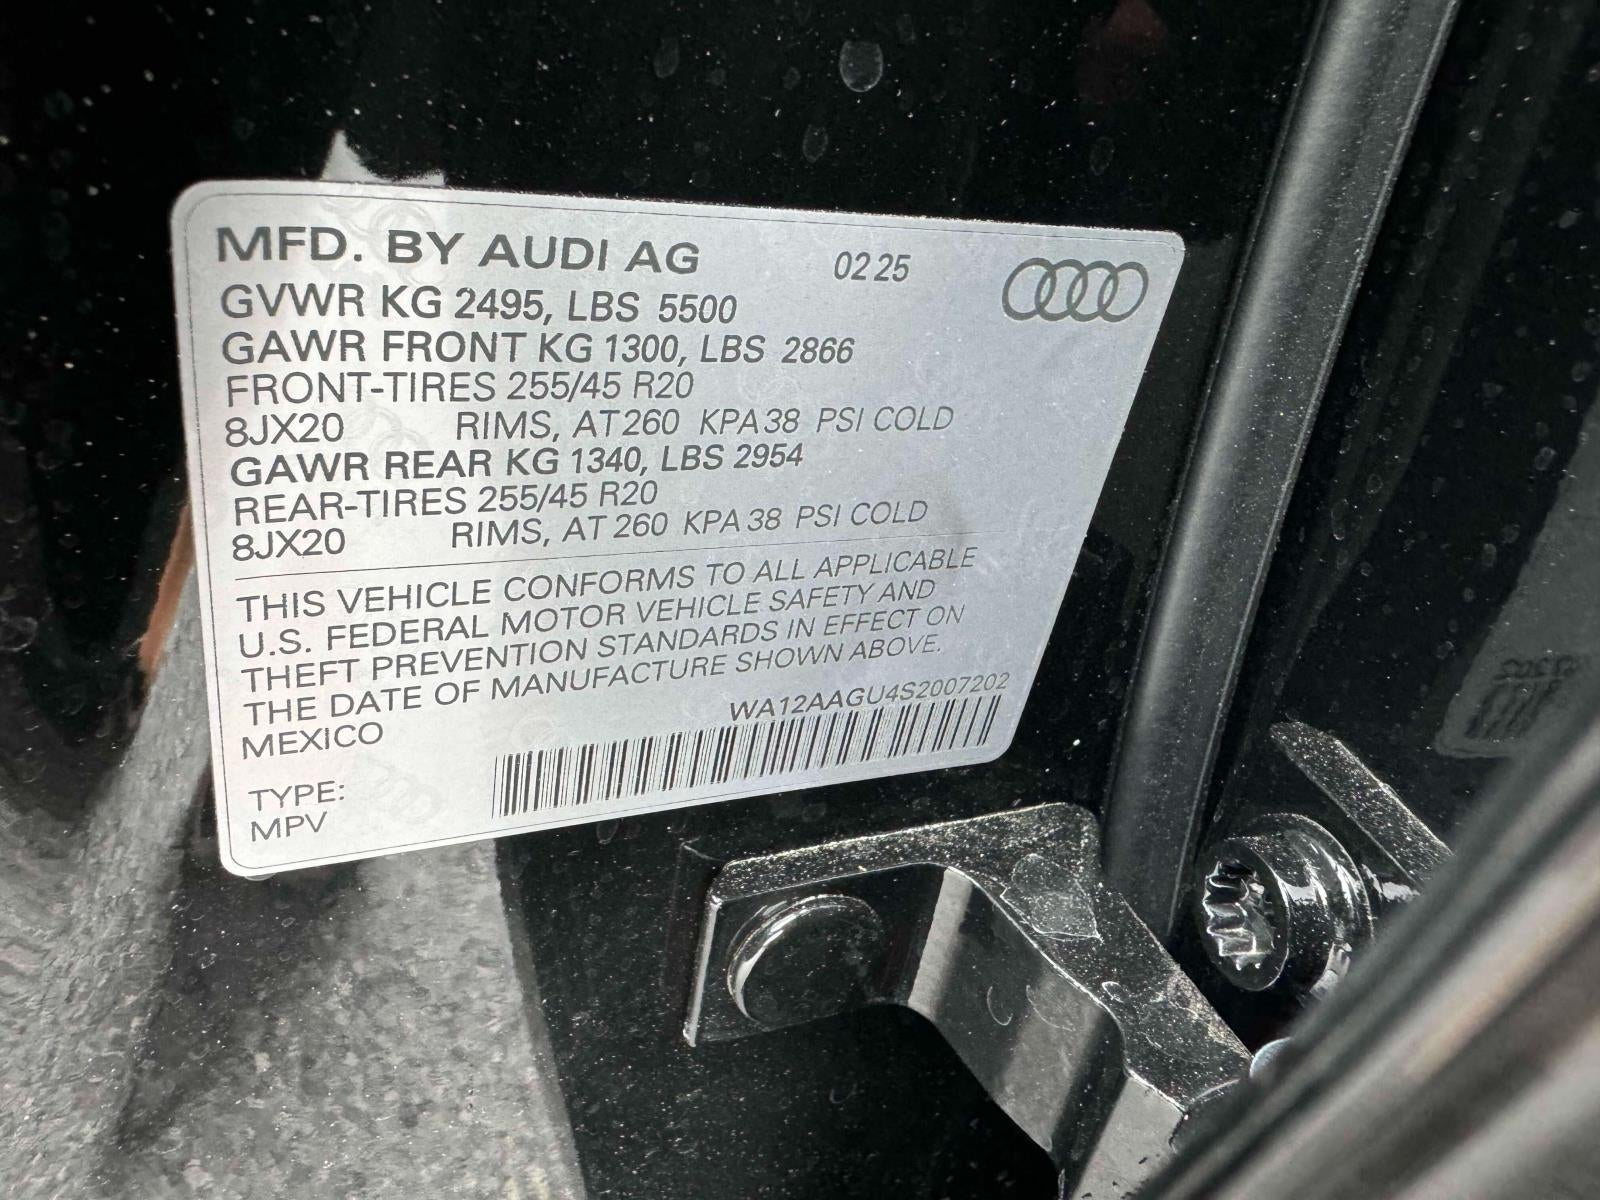 MFD. BY AUDI AG 02 25
GVWR KG 2495, LBS 5500
GAWR FRONT KG 1300, LBS 2866
FRONT-TIRES 255/45 R20
8JX20 RIMS, AT 260 KPA 38 PSI COLD
GAWR REAR KG 1340, LBS 2954
REAR-TIRES 255/45 R20
8JX20 RIMS, AT 260 KPA 38 PSI COLD
THIS VEHICLE CONFORMS TO ALL APPLICABLE
U.S. FEDERAL MOTOR VEHICLE SAFETY AND
THEFT PREVENTION STANDARDS IN EFFECT ON
THE DATE OF MANUFACTURE SHOWN ABOVE.
MEXICO WA12AAGU4S2007202
TYPE:
MPV